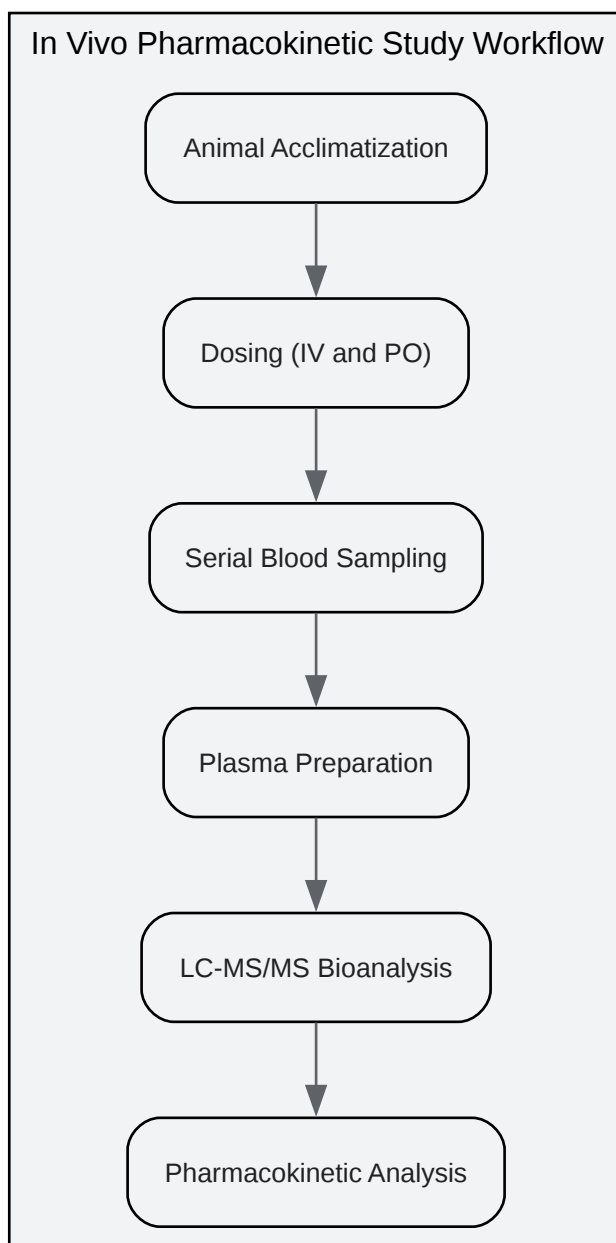 In Vivo Pharmacokinetic Study Workflow
Animal Acclimatization
Dosing (IV and PO)
Serial Blood Sampling
Plasma Preparation
LC-MS/MS Bioanalysis
Pharmacokinetic Analysis